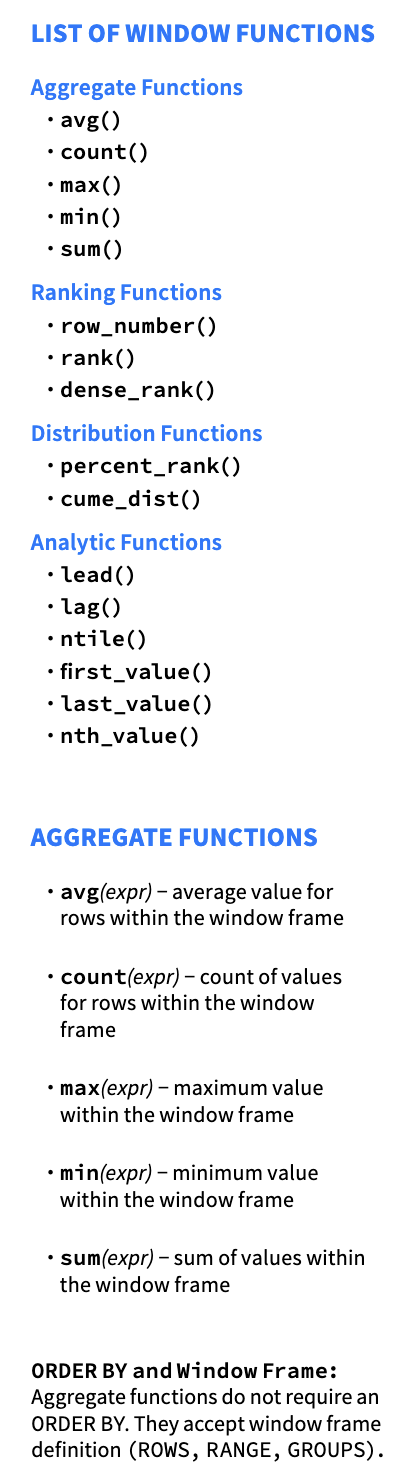 LIST OF WINDOW FUNCTIONS
Aggregate Functions
• avg()
• count()
• max()
• min()
• sum()
Ranking Functions
• row_number()
• rank()
• dense_rank()
Distribution Functions
• percent_rank()
• cume_dist()
Analytic Functions
• lead()
• lag()
• ntile()
• first_value()
• last_value()
• nth_value()
AGGREGATE FUNCTIONS
• avg(expr) − average value for
rows within the window frame
• count(expr) − count of values
for rows within the window
frame
• max(expr) − maximum value
within the window frame
• min(expr) − minimum value
within the window frame
• sum(expr) − sum of values within
the window frame
ORDER BY and Window Frame:
Aggregate functions do not require an
ORDER BY. They accept window frame
definition (ROWS, RANGE, GROUPS).